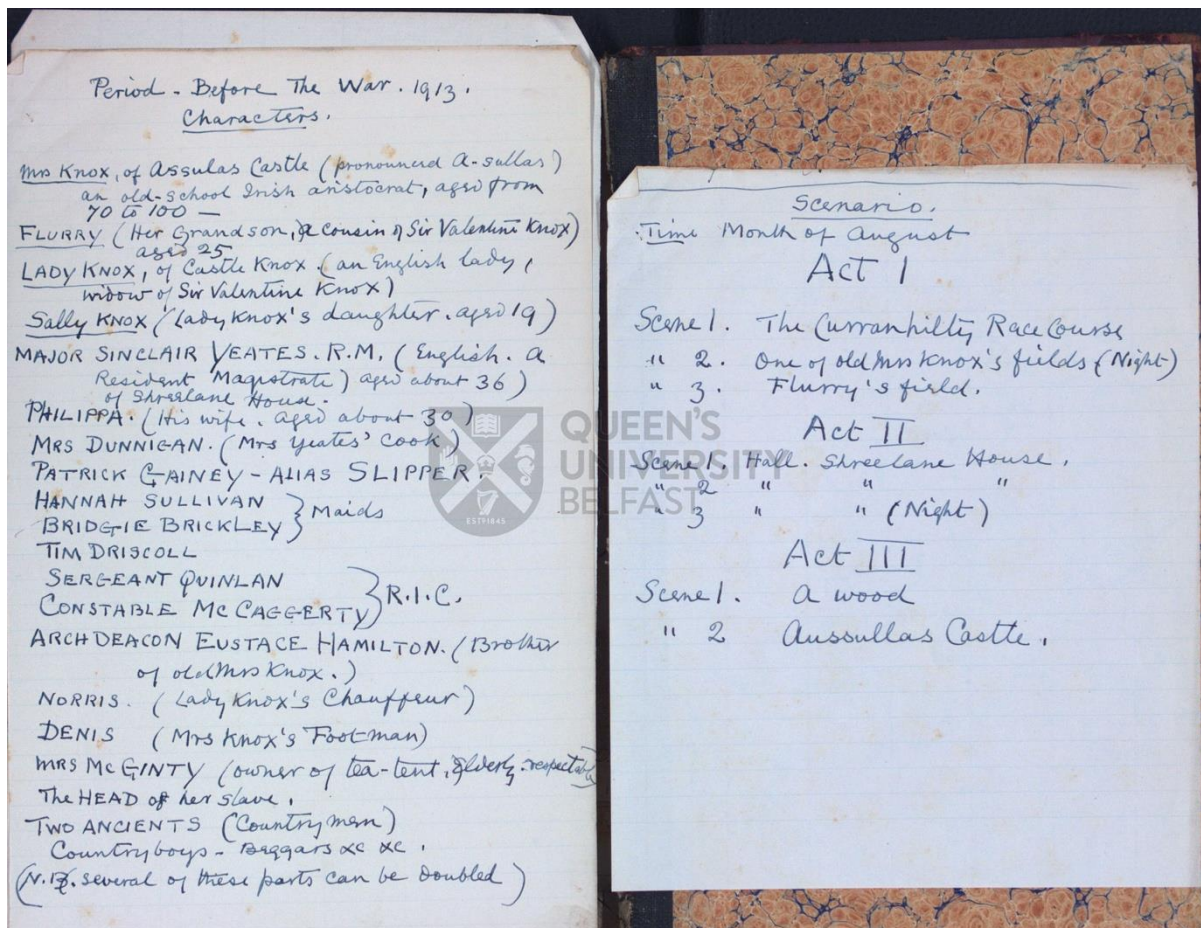 Period - Before The War. 1913.
Characters.
Mrs Knox, of Assulas Castle (pronounced A-sullas)
an old-school Irish aristocrat, aged from
70 to 100 —
FLURRY (Her Grandson, a cousin of Sir Valentine Knox)
aged 25
LADY KNOX, of Castle Knox. (an English lady,
widow of Sir Valentine Knox)
Sally KNOX (Lady Knox's daughter. aged 19)
MAJOR SINCLAIR YEATES. R.M. (English. a
Resident Magistrate) aged about 36)
of Shreelane House.
PHILIPPA. (His wife. aged about 30)
MRS DUNNIGAN. (Mrs Yeates' Cook)
PATRICK GAINEY - ALIAS SLIPPER.
HANNAH SULLIVAN
BRIDGIE BRICKLEY } Maids
TIM DRISCOLL
SERGEANT QUINLAN
CONSTABLE MC CAGGERTY } R.I.C.
ARCHDEACON EUSTACE HAMILTON. (Brother
of old Mrs Knox.)
NORRIS. (Lady Knox's Chauffeur)
DENIS (Mrs Knox's Footman)
MRS MC GINTY (owner of tea-tent, Elderly. respectable)
The HEAD of her slave.
TWO ANCIENTS (Country men)
Countryboys - Beggars &c &c.
(N.B. several of these parts can be doubled)
Scenario.
Time Month of August
Act I
Scene 1. The Curranhilty Race Course
" 2. One of old Mrs Knox's fields (Night)
" 3. Flurry's field.
Act II
Scene 1. Hall. Shreelane House.
" 2 " " "
" 3 " " (Night)
Act III
Scene 1. A wood
" 2 Aussullas Castle.
QUEEN'S
UNIVERSITY
BELFAST
ESTD1845